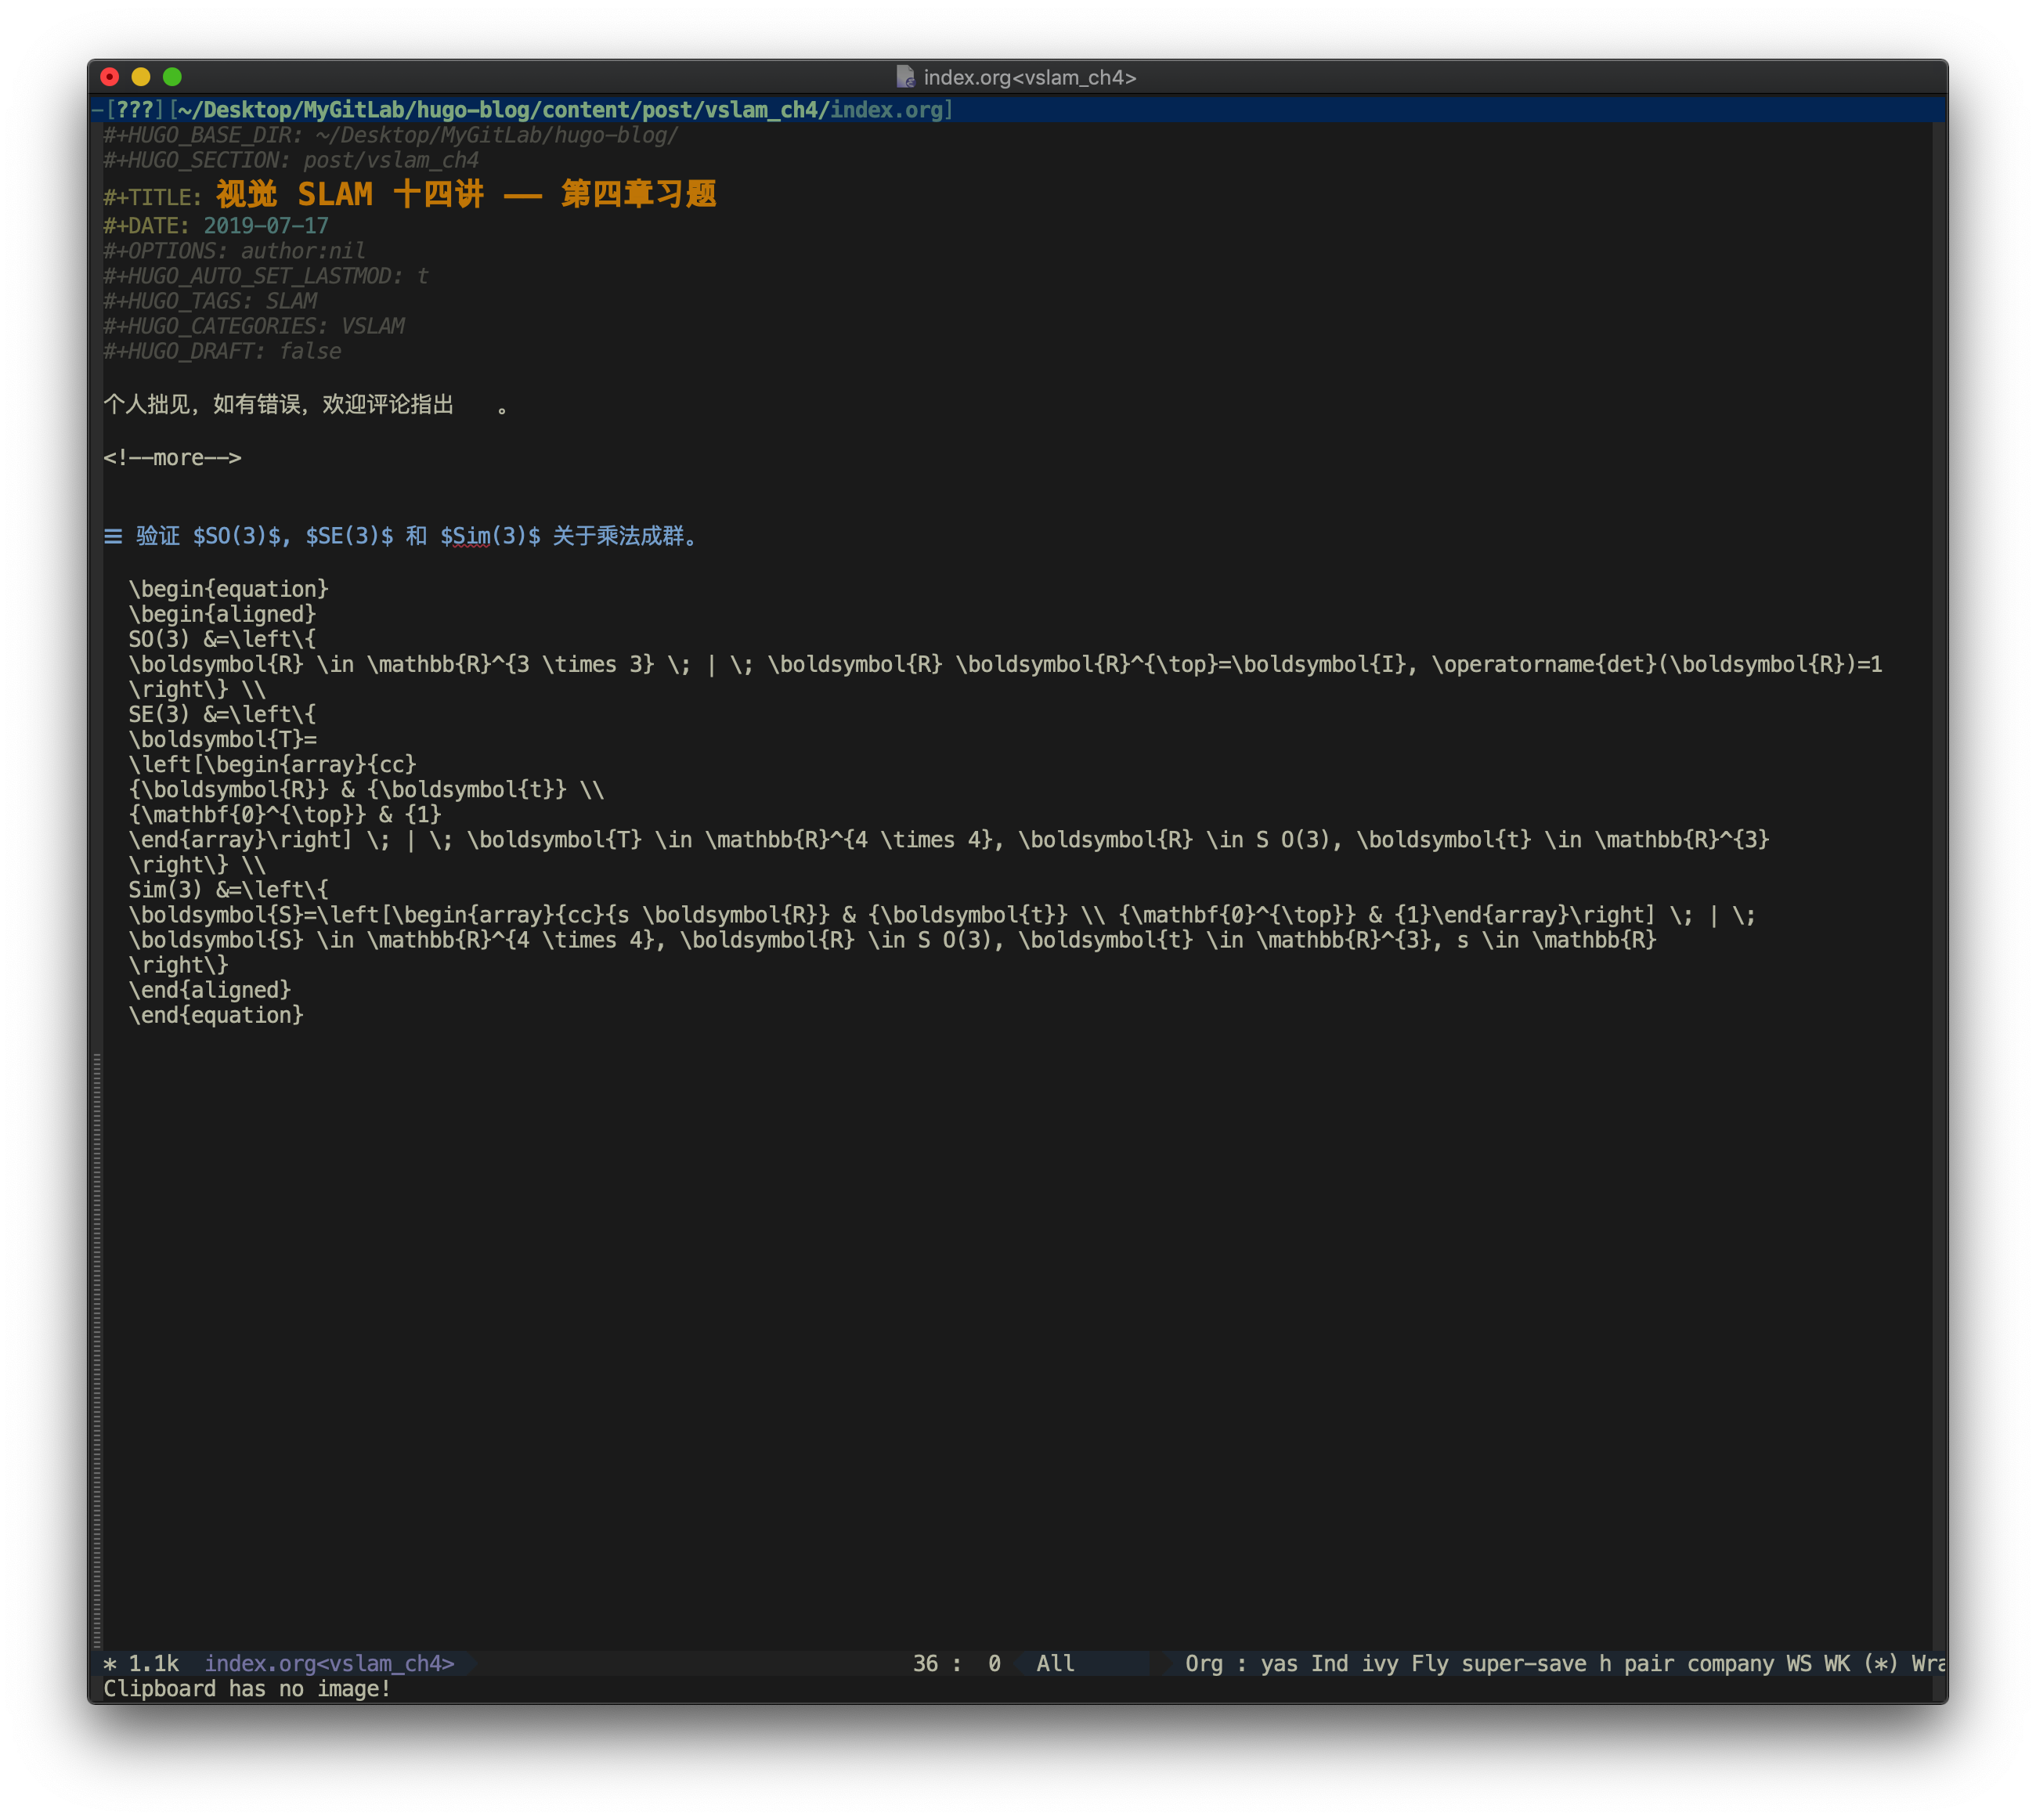 index.org<vslam_ch4>
—[???][~/Desktop/MyGitLab/hugo-blog/content/post/vslam_ch4/index.org]
#+HUGO_BASE_DIR: ~/Desktop/MyGitLab/hugo-blog/
#+HUGO_SECTION: post/vslam_ch4
#+TITLE: 视觉 SLAM 十四讲 —— 第四章习题
#+DATE: 2019-07-17
#+OPTIONS: author:nil
#+HUGO_AUTO_SET_LASTMOD: t
#+HUGO_TAGS: SLAM
#+HUGO_CATEGORIES: VSLAM
#+HUGO_DRAFT: false
个人拙见，如有错误，欢迎评论指出 。
<!--more-->
☰ 验证 $SO(3)$, $SE(3)$ 和 $Sim(3)$ 关于乘法成群。
\begin{equation}
\begin{aligned}
SO(3) &=\left\{
\boldsymbol{R} \in \mathbb{R}^{3 \times 3} \; | \; \boldsymbol{R} \boldsymbol{R}^{\top}=\boldsymbol{I}, \operatorname{det}(\boldsymbol{R})=1
\right\} \\
SE(3) &=\left\{
\boldsymbol{T}=
\left[\begin{array}{cc}
{\boldsymbol{R}} & {\boldsymbol{t}} \\
{\mathbf{0}^{\top}} & {1}
\end{array}\right] \; | \; \boldsymbol{T} \in \mathbb{R}^{4 \times 4}, \boldsymbol{R} \in S O(3), \boldsymbol{t} \in \mathbb{R}^{3}
\right\} \\
Sim(3) &=\left\{
\boldsymbol{S}=\left[\begin{array}{cc}{s \boldsymbol{R}} & {\boldsymbol{t}} \\ {\mathbf{0}^{\top}} & {1}\end{array}\right] \; | \;
\boldsymbol{S} \in \mathbb{R}^{4 \times 4}, \boldsymbol{R} \in S O(3), \boldsymbol{t} \in \mathbb{R}^{3}, s \in \mathbb{R}
\right\}
\end{aligned}
\end{equation}
* 1.1k index.org<vslam_ch4> 36 : 0 All Org : yas Ind ivy Fly super-save h pair company WS WK (*) Wra
Clipboard has no image!